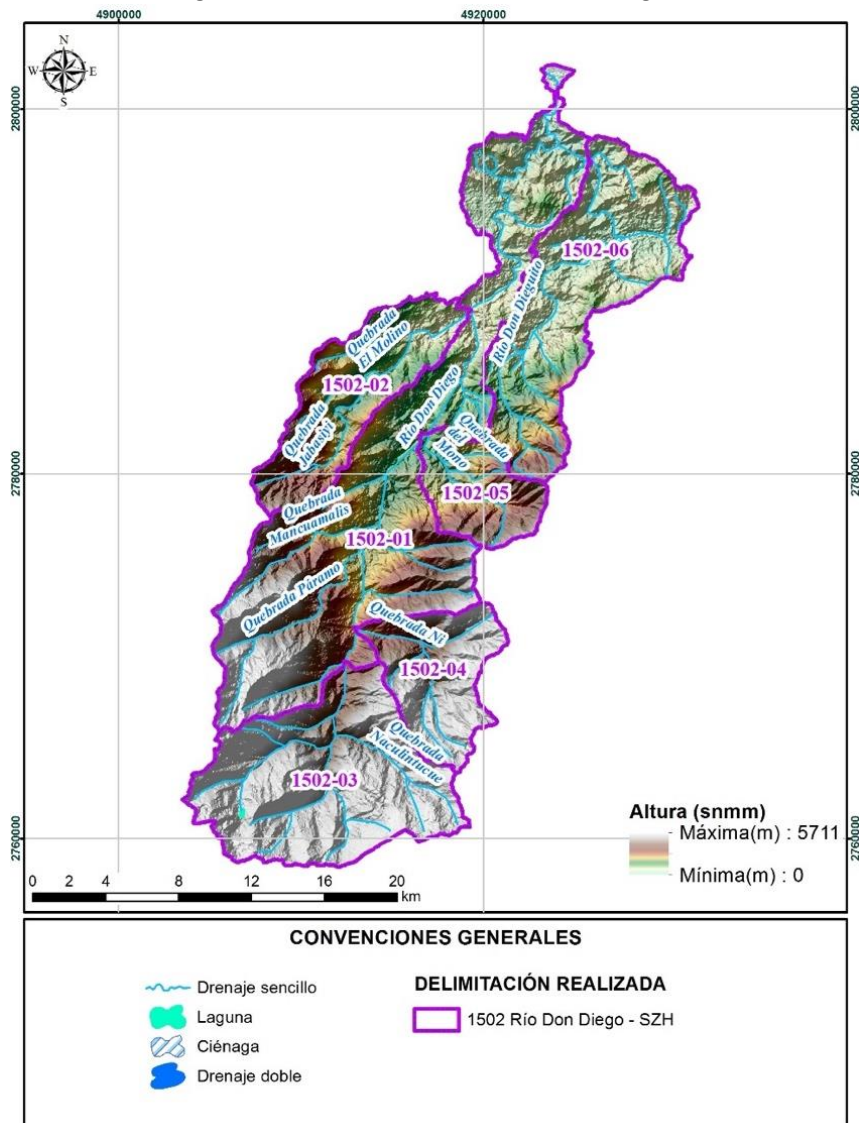 4900000
4920000
N
W
E
S
2800000
2800000
1502-06
Río Don Dieguito
Quebrada
El Molino
1502-02
Río Don Diego
Quebrada
Jabasiyi
Quebrada
del
Mono
2780000
2780000
1502-05
Quebrada
Mancuamalis
1502-01
Quebrada Páramo
Quebrada Ni
1502-04
Quebrada
Naculintucue
1502-03
Altura (snmm)
Máxima(m) : 5711
Mínima(m) : 0
2760000
2760000
0 2 4 8 12 16 20
km
CONVENCIONES GENERALES
Drenaje sencillo
Laguna
Ciénaga
Drenaje doble
DELIMITACIÓN REALIZADA
1502 Río Don Diego - SZH